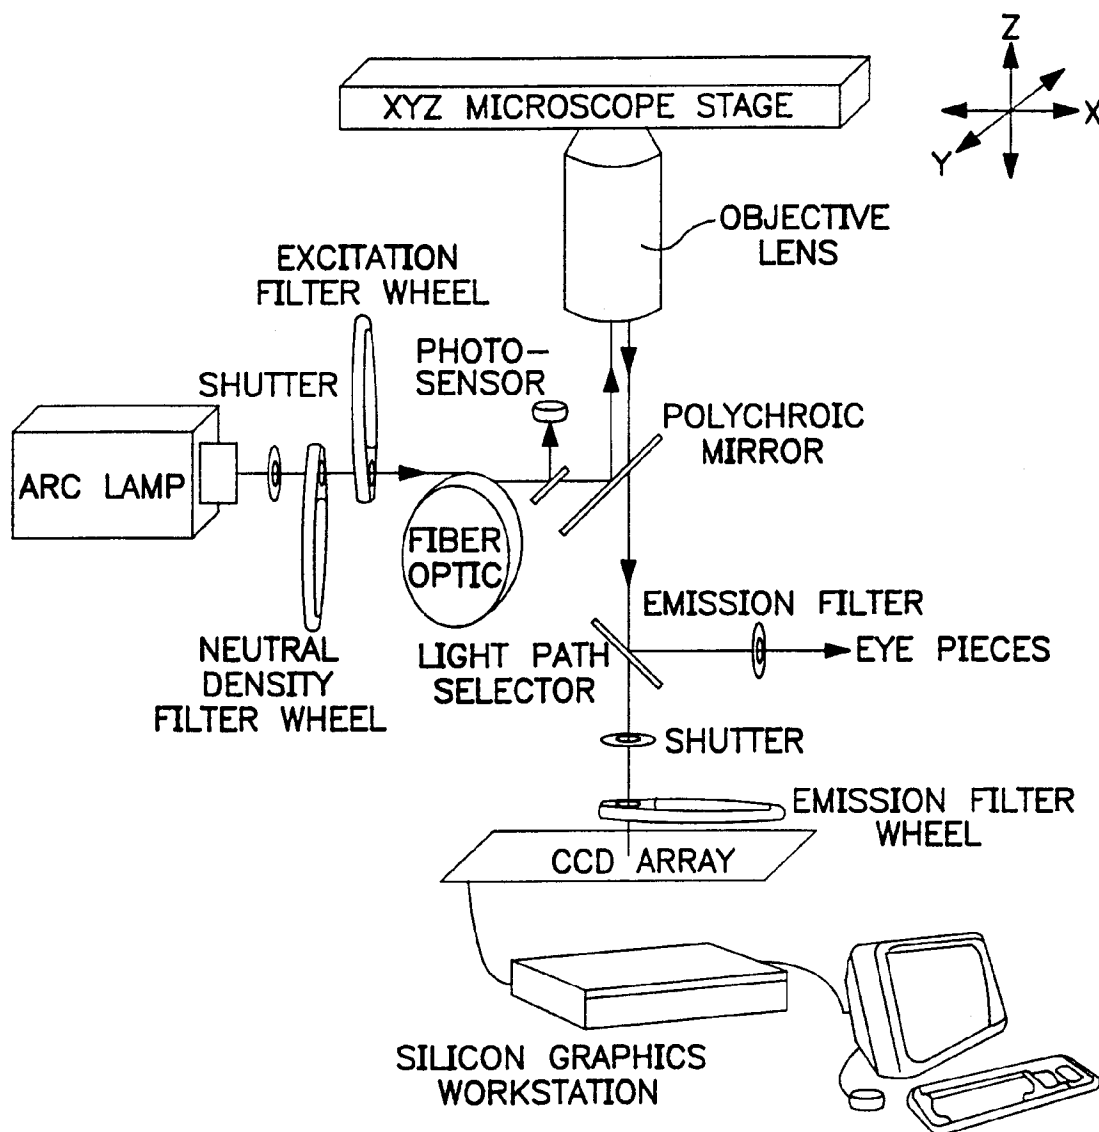 Z
XYZ MICROSCOPE STAGE
X
Y
OBJECTIVE
LENS
EXCITATION
FILTER WHEEL
PHOTO-
SENSOR
SHUTTER
POLYCHROIC
MIRROR
ARC LAMP
FIBER
OPTIC
EMISSION FILTER
NEUTRAL
DENSITY
FILTER WHEEL
LIGHT PATH
SELECTOR
EYE PIECES
SHUTTER
EMISSION FILTER
WHEEL
CCD ARRAY
SILICON GRAPHICS
WORKSTATION